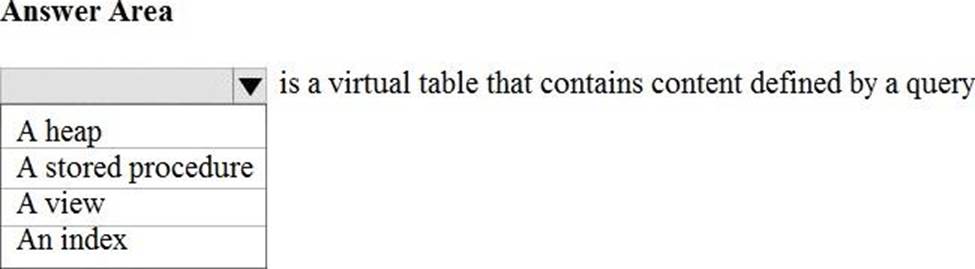 Answer Area
is a virtual table that contains content defined by a query
A heap
A stored procedure
A view
An index